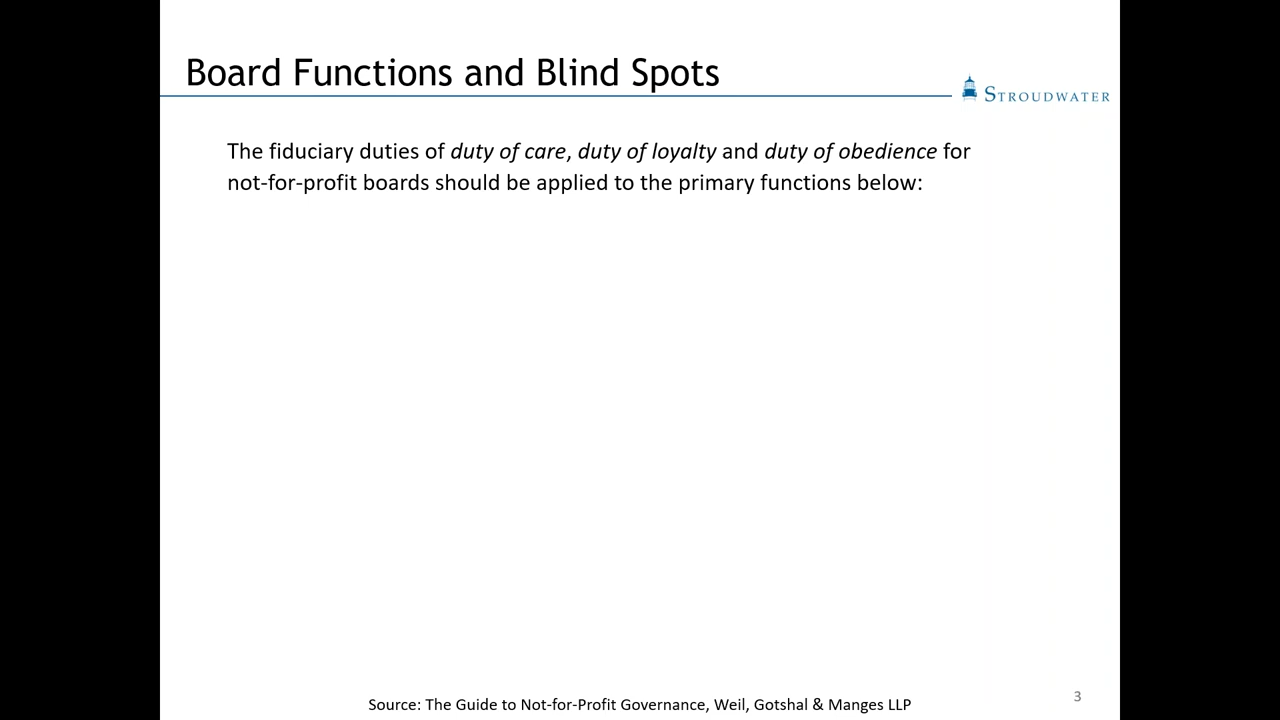 Board Functions and Blind Spots
STROUDWATER
The fiduciary duties of duty of care, duty of loyalty and duty of obedience for
not-for-profit boards should be applied to the primary functions below:
Source: The Guide to Not-for-Profit Governance, Weil, Gotshal & Manges LLP
3